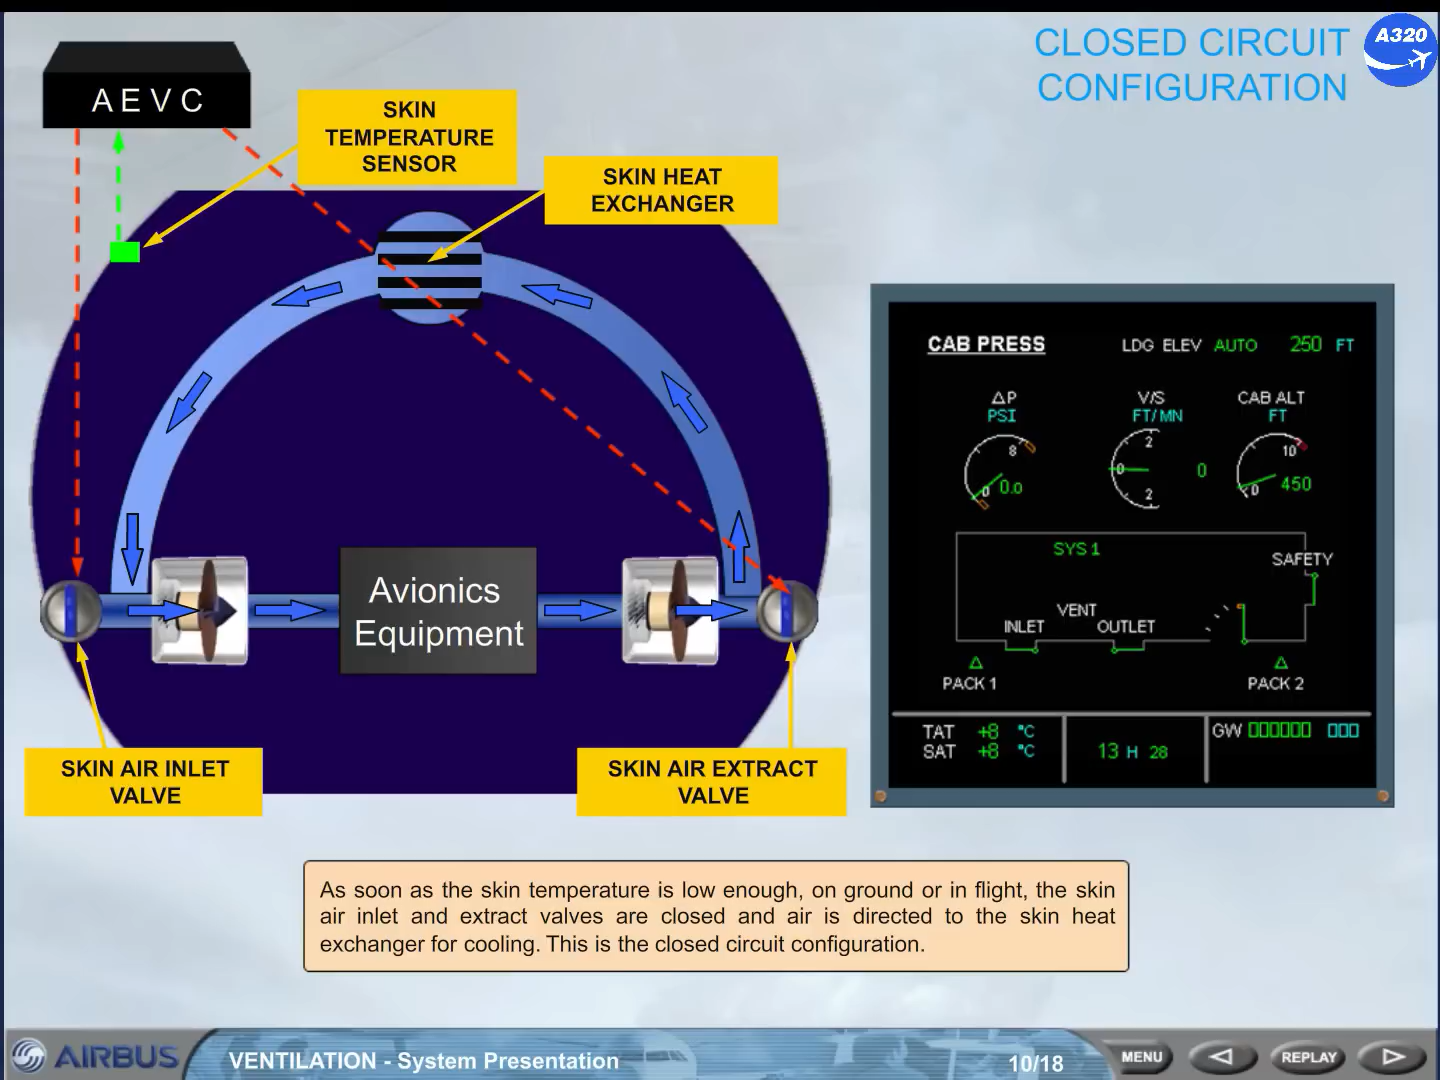 CLOSED CIRCUIT
CONFIGURATION
A320
A E V C
SKIN
TEMPERATURE
SENSOR
SKIN HEAT
EXCHANGER
Avionics
Equipment
SKIN AIR INLET
VALVE
SKIN AIR EXTRACT
VALVE
CAB PRESS
LDG ELEV AUTO 250 FT
ΔP
PSI
V/S
FT/MN
CAB ALT
FT
8
0
0.0
2
0
2
0
10
0
450
SYS 1
SAFETY
VENT
INLET
OUTLET
PACK 1
PACK 2
TAT +8 °C
SAT +8 °C
13 H 28
GW
As soon as the skin temperature is low enough, on ground or in flight, the skin
air inlet and extract valves are closed and air is directed to the skin heat
exchanger for cooling. This is the closed circuit configuration.
AIRBUS
VENTILATION - System Presentation
10/18
MENU
REPLAY